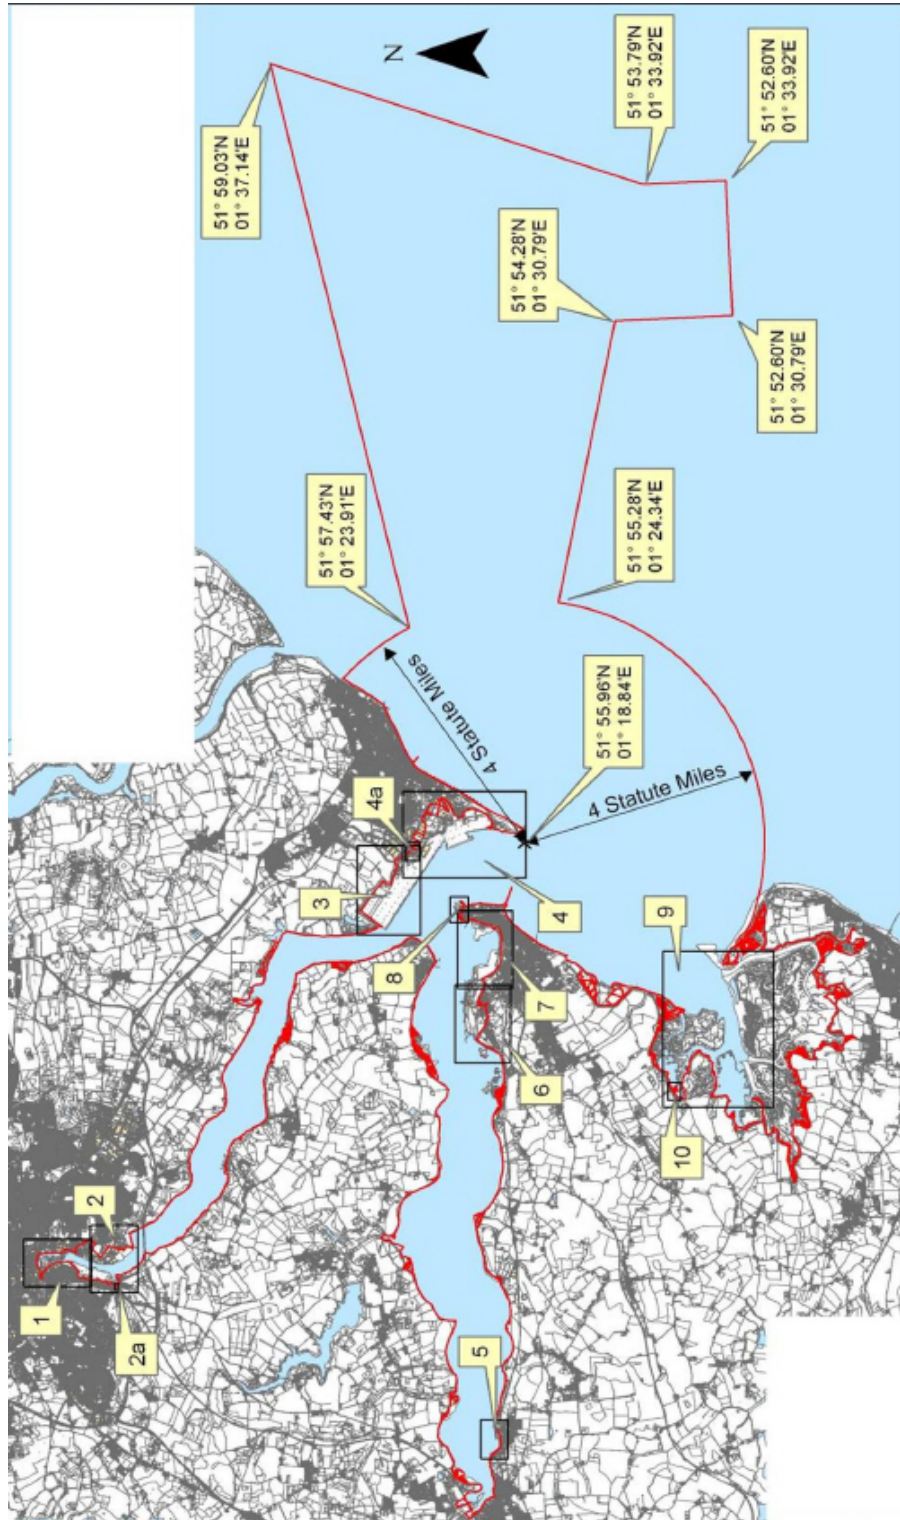 N
51° 59.03'N
01° 37.14'E
51° 53.79'N
01° 33.92'E
51° 52.60'N
01° 33.92'E
51° 54.28'N
01° 30.79'E
51° 52.60'N
01° 30.79'E
51° 57.43'N
01° 23.91'E
51° 55.28'N
01° 24.34'E
4 Statute Miles
51° 55.96'N
01° 18.84'E
4 Statute Miles
4a
3
4
8
7
9
6
10
2
1
2a
5